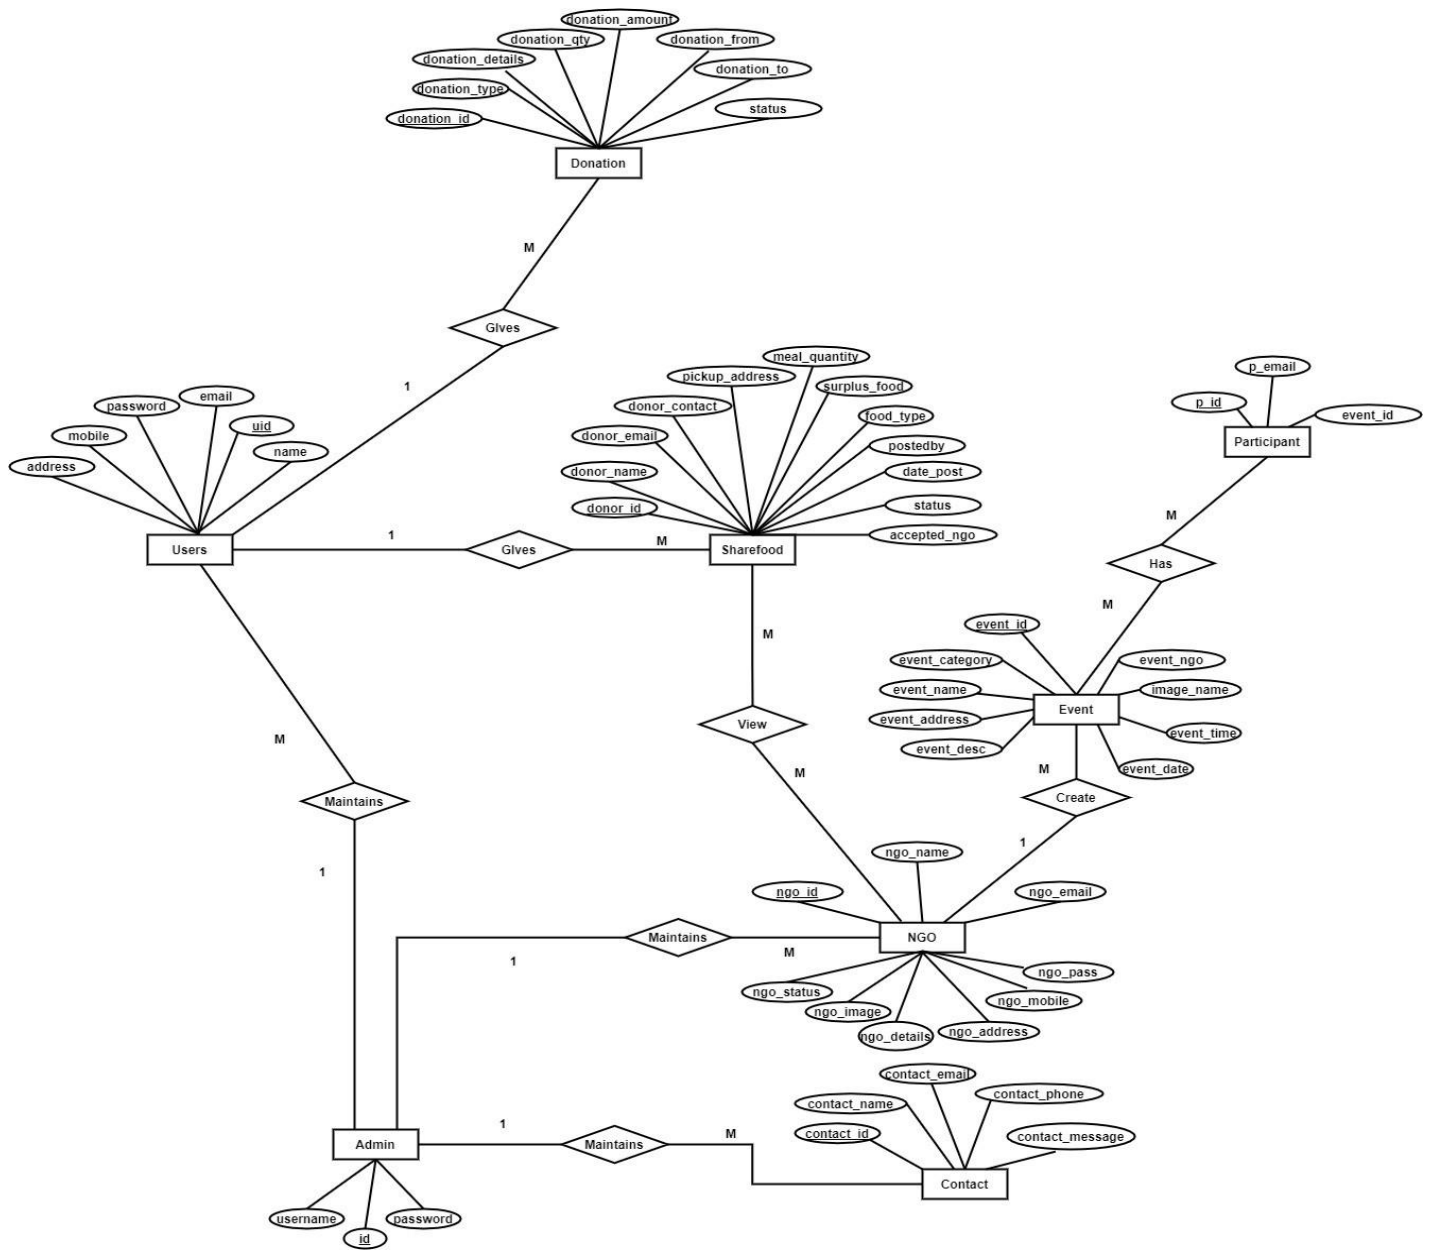 donation_amount
donation_qty
donation_from
donation_details
donation_to
donation_type
status
donation_id
Donation
M
GIves
1
meal_quantity
p_email
pickup_address
surplus_food
email
p_id
password
donor_contact
food_type
event_id
uid
mobile
donor_email
postedby
Participant
name
address
donor_name
date_post
donor_id
status
M
1
accepted_ngo
M
Users
GIves
Sharefood
Has
M
event_id
M
event_category
event_ngo
event_name
image_name
Event
event_address
View
event_time
M
event_desc
M
M
event_date
Maintains
Create
1
ngo_name
1
ngo_id
ngo_email
Maintains
NGO
M
1
ngo_pass
ngo_status
ngo_mobile
ngo_image
ngo_details
ngo_address
contact_email
contact_phone
contact_name
1
M
contact_id
contact_message
Admin
Maintains
Contact
username
password
id